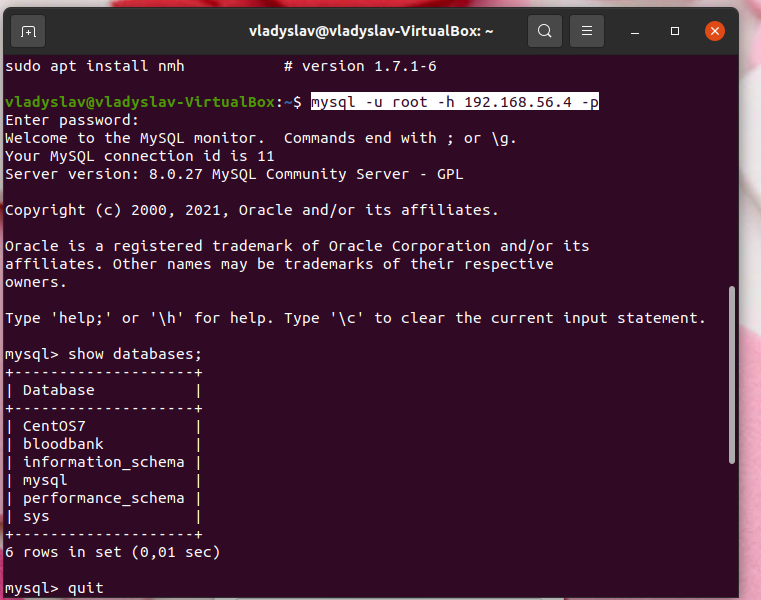 vladyslav@vladyslav-VirtualBox: ~
sudo apt install nmh           # version 1.7.1-6
vladyslav@vladyslav-VirtualBox:~$ mysql -u root -h 192.168.56.4 -p
Enter password:
Welcome to the MySQL monitor.  Commands end with ; or \g.
Your MySQL connection id is 11
Server version: 8.0.27 MySQL Community Server - GPL
Copyright (c) 2000, 2021, Oracle and/or its affiliates.
Oracle is a registered trademark of Oracle Corporation and/or its
affiliates. Other names may be trademarks of their respective
owners.
Type 'help;' or '\h' for help. Type '\c' to clear the current input statement.
mysql> show databases;
+--------------------+
| Database           |
+--------------------+
| CentOS7            |
| bloodbank          |
| information_schema |
| mysql              |
| performance_schema |
| sys                |
+--------------------+
6 rows in set (0,01 sec)
mysql> quit